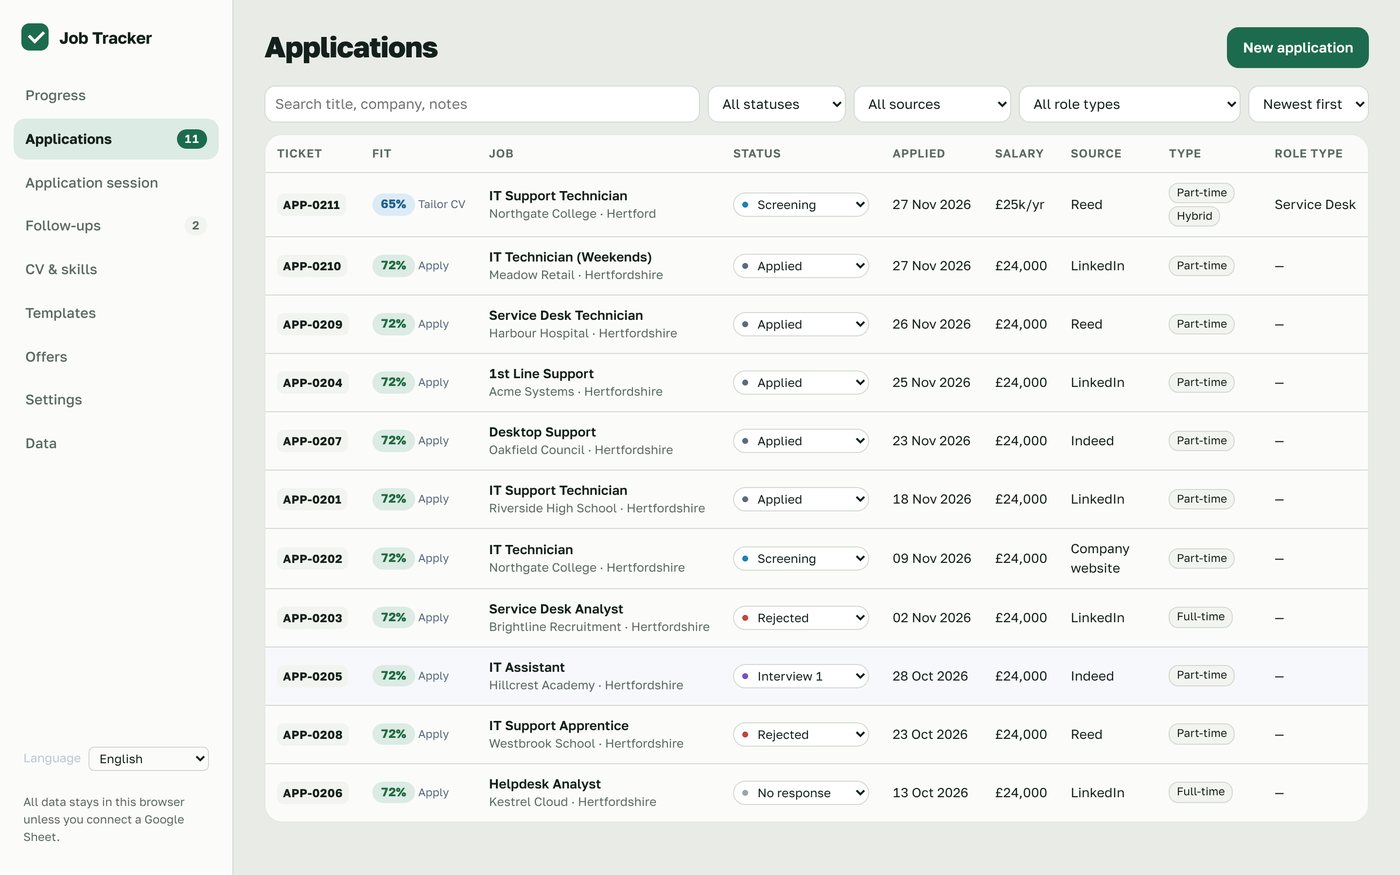 Job Tracker
Progress
Applications 11
Application session
Follow-ups 2
CV & skills
Templates
Offers
Settings
Data
Language English
All data stays in this browser
unless you connect a Google
Sheet.
Applications
New application
Search title, company, notes All statuses All sources All role types Newest first
TICKET FIT JOB STATUS APPLIED SALARY SOURCE TYPE ROLE TYPE
APP-0211 65% Tailor CV IT Support Technician Screening 27 Nov 2026 £25k/yr Reed Part-time Service Desk
Northgate College · Hertford Hybrid
APP-0210 72% Apply IT Technician (Weekends) Applied 27 Nov 2026 £24,000 LinkedIn Part-time –
Meadow Retail · Hertfordshire
APP-0209 72% Apply Service Desk Technician Applied 26 Nov 2026 £24,000 Reed Part-time –
Harbour Hospital · Hertfordshire
APP-0204 72% Apply 1st Line Support Applied 25 Nov 2026 £24,000 LinkedIn Part-time –
Acme Systems · Hertfordshire
APP-0207 72% Apply Desktop Support Applied 23 Nov 2026 £24,000 Indeed Part-time –
Oakfield Council · Hertfordshire
APP-0201 72% Apply IT Support Technician Applied 18 Nov 2026 £24,000 LinkedIn Part-time –
Riverside High School · Hertfordshire
APP-0202 72% Apply IT Technician Screening 09 Nov 2026 £24,000 Company Part-time –
Northgate College · Hertfordshire website
APP-0203 72% Apply Service Desk Analyst Rejected 02 Nov 2026 £24,000 LinkedIn Full-time –
Brightline Recruitment · Hertfordshire
APP-0205 72% Apply IT Assistant Interview 1 28 Oct 2026 £24,000 Indeed Part-time –
Hillcrest Academy · Hertfordshire
APP-0208 72% Apply IT Support Apprentice Rejected 23 Oct 2026 £24,000 Reed Part-time –
Westbrook School · Hertfordshire
APP-0206 72% Apply Helpdesk Analyst No response 13 Oct 2026 £24,000 LinkedIn Full-time –
Kestrel Cloud · Hertfordshire